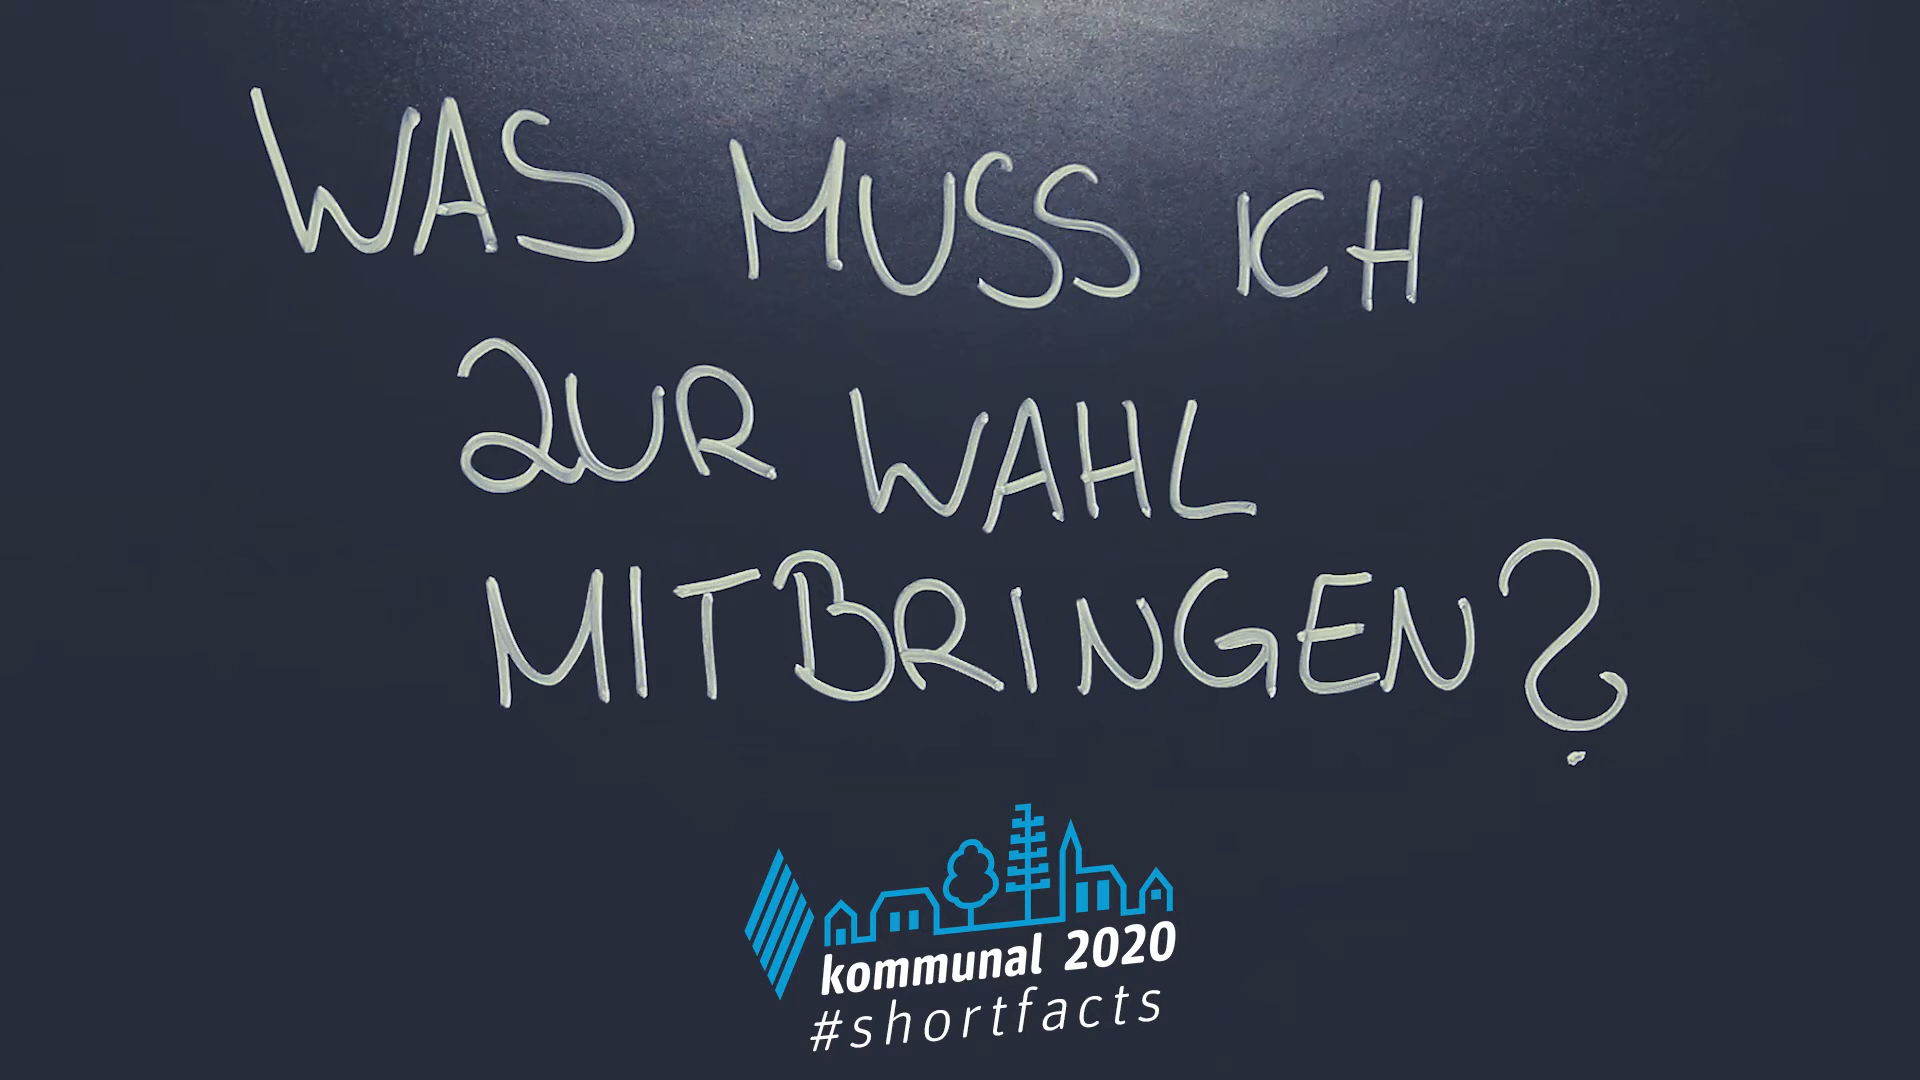 WAS MUSS ICH
ZUR WAHL
MITBRINGEN?
kommunal 2020
#shortfacts